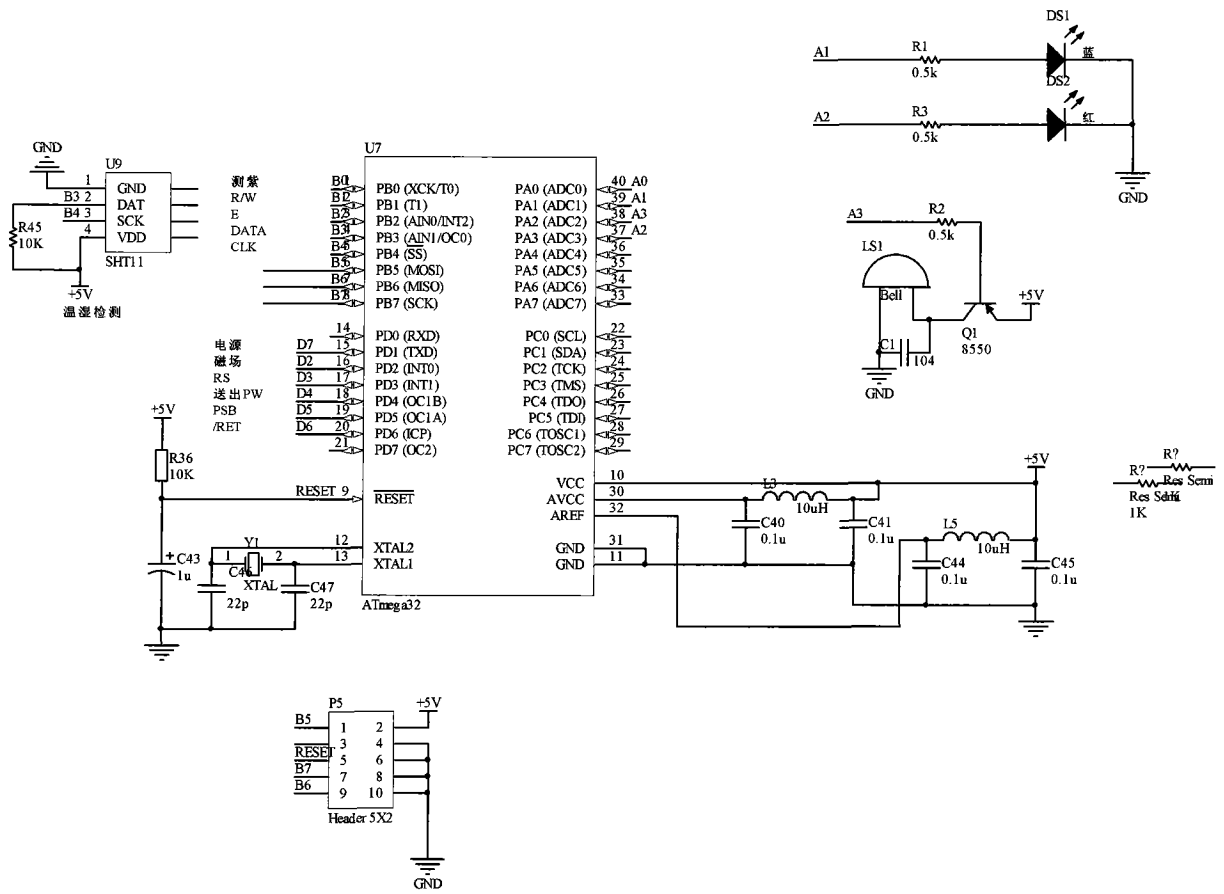 DS1
A1
R1
0.5k
蓝
DS2
A2
R3
0.5k
红
GND
U9
GND
1
GND
B3
2
DAT
B4
3
SCK
4
VDD
R45
10K
SHT11
+5V
温湿检测
测紫
R/W
E
DATA
CLK
U7
B0 1 PB0 (XCK/T0) PA0 (ADC0) 40 A0
B1 2 PB1 (T1) PA1 (ADC1) 39 A1
B2 3 PB2 (AIN0/INT2) PA2 (ADC2) 38 A3
B3 4 PB3 (AIN1/OC0) PA3 (ADC3) 37 A2
B4 5 PB4 (SS) PA4 (ADC4) 36
B5 6 PB5 (MOSI) PA5 (ADC5) 35
B6 7 PB6 (MISO) PA6 (ADC6) 34
B7 8 PB7 (SCK) PA7 (ADC7) 33
电源
磁场
RS
送出PW
PSB
/RET
14 PD0 (RXD) PC0 (SCL) 22
D7 15 PD1 (TXD) PC1 (SDA) 23
D2 16 PD2 (INT0) PC2 (TCK) 24
D3 17 PD3 (INT1) PC3 (TMS) 25
D4 18 PD4 (OC1B) PC4 (TDO) 26
D5 19 PD5 (OC1A) PC5 (TDI) 27
D6 20 PD6 (ICP) PC6 (TOSC1) 28
21 PD7 (OC2) PC7 (TOSC2) 29
VCC 10
RESET 9 RESET AVCC 30
AREF 32
12 XTAL2 GND 31
13 XTAL1 GND 11
ATmega32
A3
R2
0.5k
LS1
Bell
+5V
Q1
8550
C1
104
GND
+5V
R36
10K
C43
1u
+
Y1
1 2
XTAL
C46
22p
C47
22p
L3
10uH
C40
0.1u
C41
0.1u
+5V
L5
10uH
C44
0.1u
C45
0.1u
R?
Res Semi
R?
Res Semi
1K
P5
+5V
B5 1 2
3 4
RESET 5 6
B7 7 8
B6 9 10
Header 5X2
GND